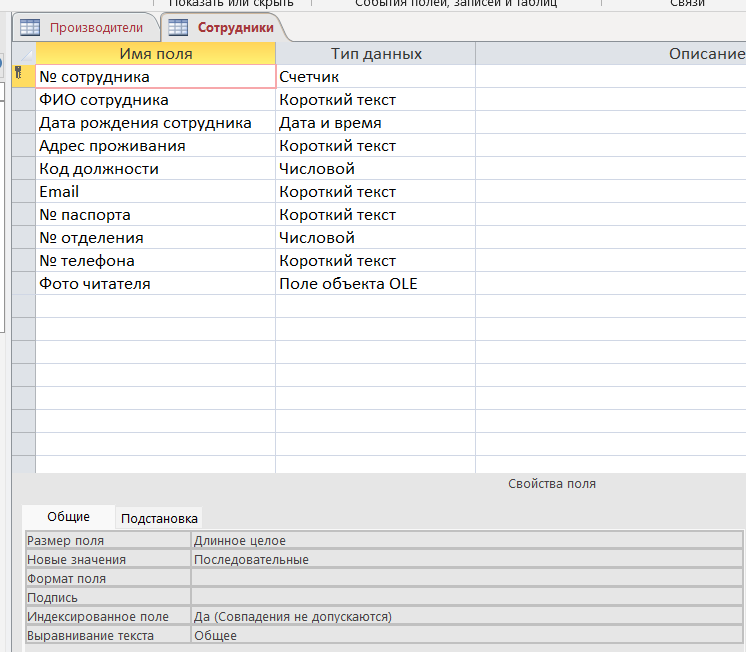 Показать или скрыть События полей, записей и таблиц Связи
Производители Сотрудники
Имя поля Тип данных Описание
№ сотрудника Счетчик
ФИО сотрудника Короткий текст
Дата рождения сотрудника Дата и время
Адрес проживания Короткий текст
Код должности Числовой
Email Короткий текст
№ паспорта Короткий текст
№ отделения Числовой
№ телефона Короткий текст
Фото читателя Поле объекта OLE
Свойства поля
Общие Подстановка
Размер поля Длинное целое
Новые значения Последовательные
Формат поля
Подпись
Индексированное поле Да (Совпадения не допускаются)
Выравнивание текста Общее